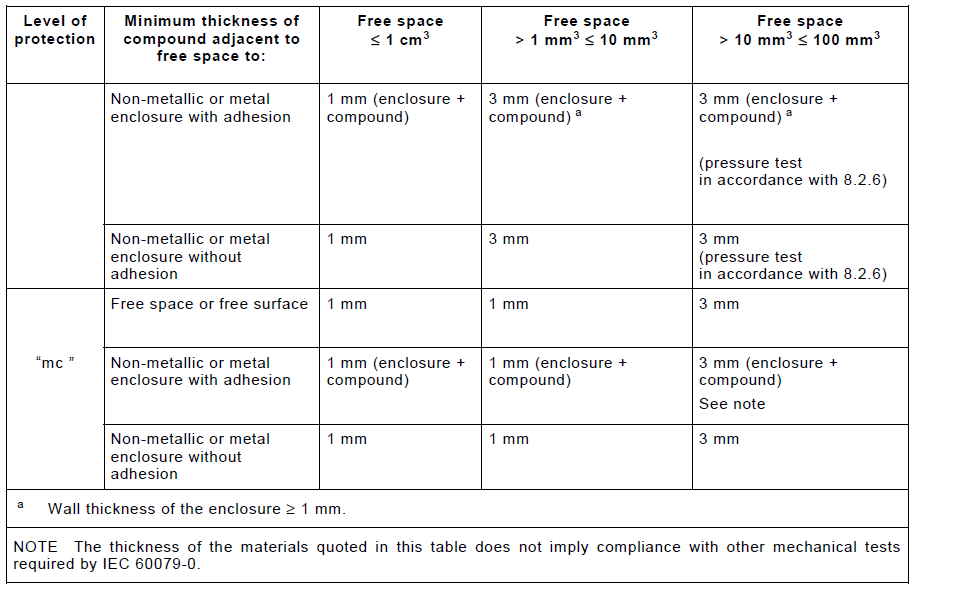 Level of protection | Minimum thickness of compound adjacent to free space to: | Free space ≤ 1 cm³ | Free space > 1 mm³ ≤ 10 mm³ | Free space > 10 mm³ ≤ 100 mm³
Non-metallic or metal enclosure with adhesion | 1 mm (enclosure + compound) | 3 mm (enclosure + compound) ᵃ | 3 mm (enclosure + compound) ᵃ (pressure test in accordance with 8.2.6)
Non-metallic or metal enclosure without adhesion | 1 mm | 3 mm | 3 mm (pressure test in accordance with 8.2.6)
“mc ” | Free space or free surface | 1 mm | 1 mm | 3 mm
Non-metallic or metal enclosure with adhesion | 1 mm (enclosure + compound) | 1 mm (enclosure + compound) | 3 mm (enclosure + compound) See note
Non-metallic or metal enclosure without adhesion | 1 mm | 1 mm | 3 mm
ᵃ Wall thickness of the enclosure ≥ 1 mm.
NOTE The thickness of the materials quoted in this table does not imply compliance with other mechanical tests
required by IEC 60079-0.